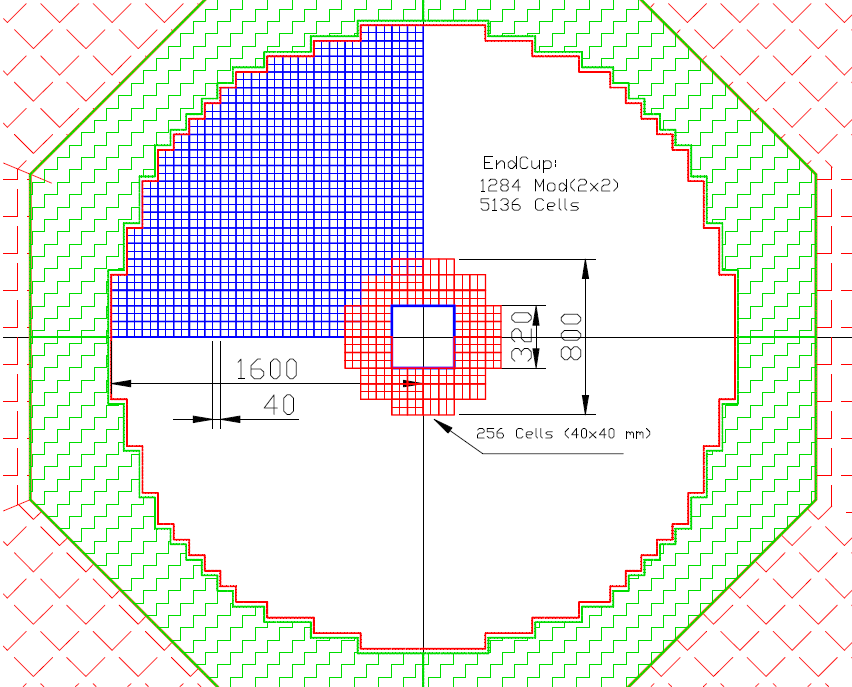 EndCup:
1284 Mod(2x2)
5136 Cells
320
800
1600
40
256 Cells (40x40 mm)